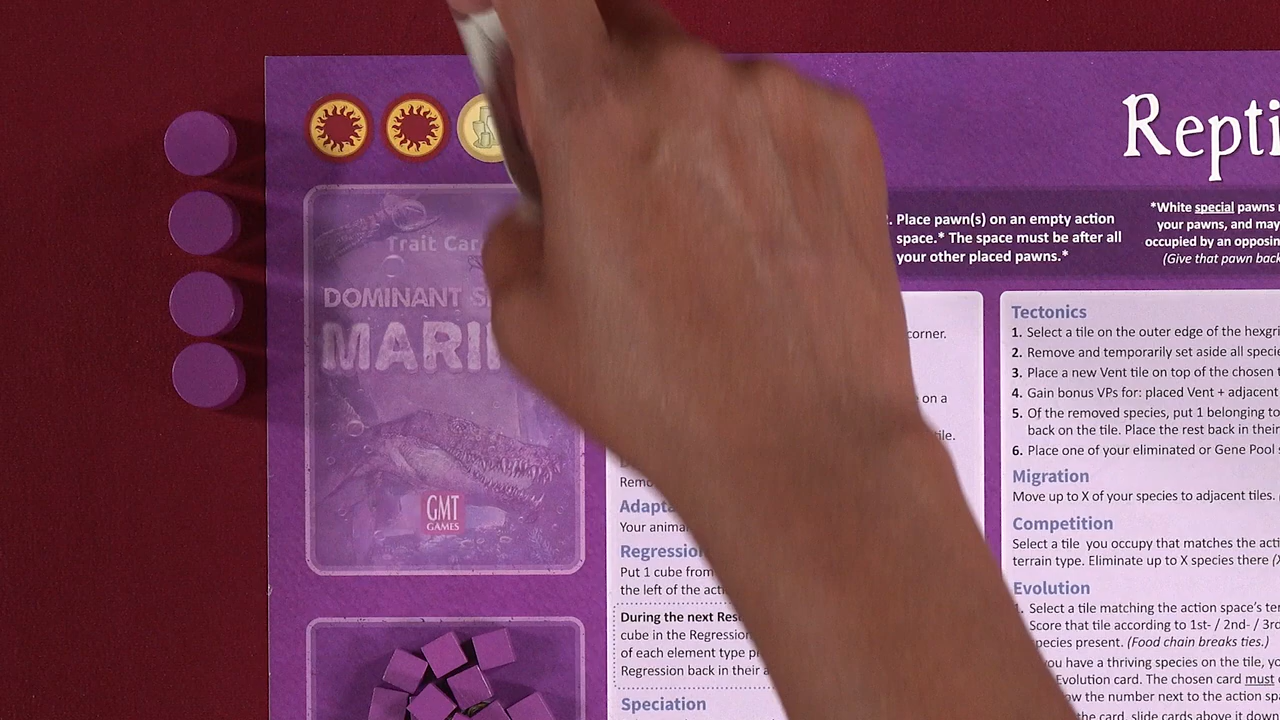 Repti
Place pawn(s) on an empty action
space.* The space must be after all
your other placed pawns.*
*White special pawns
your pawns, and may
occupied by an opposin
(Give that pawn back
Trait Car
DOMINANT S
MARI
GMT
GAMES
corner.
on a
tile.
Remo
Adapta
Your anima
Regression
Put 1 cube from
the left of the acti
During the next Res
cube in the Regression
of each element type p
Regression back in their a
Speciation
Tectonics
1. Select a tile on the outer edge of the hexgri
2. Remove and temporarily set aside all specie
3. Place a new Vent tile on top of the chosen t
4. Gain bonus VPs for: placed Vent + adjacent
5. Of the removed species, put 1 belonging to
back on the tile. Place the rest back in their
6. Place one of your eliminated or Gene Pool s
Migration
Move up to X of your species to adjacent tiles.
Competition
Select a tile you occupy that matches the acti
terrain type. Eliminate up to X species there
Evolution
1. Select a tile matching the action space's te
Score that tile according to 1st- / 2nd- / 3rd
species present. (Food chain breaks ties.)
you have a thriving species on the tile, yo
Evolution card. The chosen card must
ow the number next to the action sp
the card, slide cards above it down